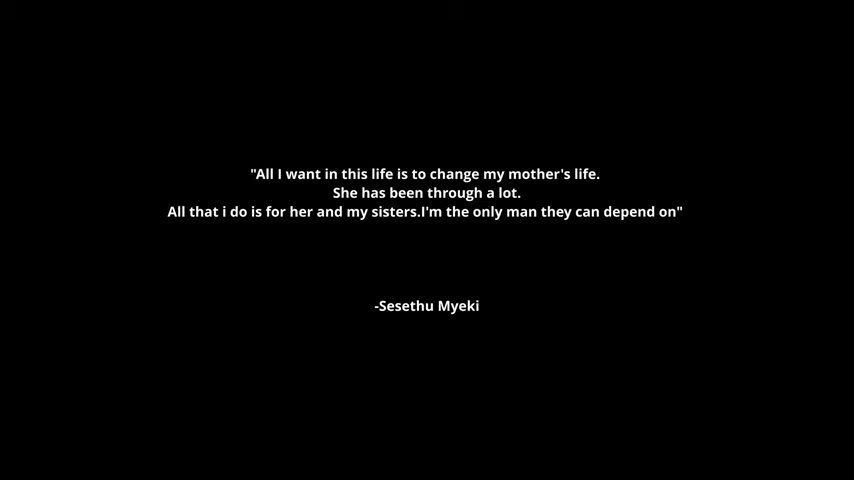 "All I want in this life is to change my mother's life.
She has been through a lot.
All that i do is for her and my sisters.I'm the only man they can depend on"
-Sesethu Myeki